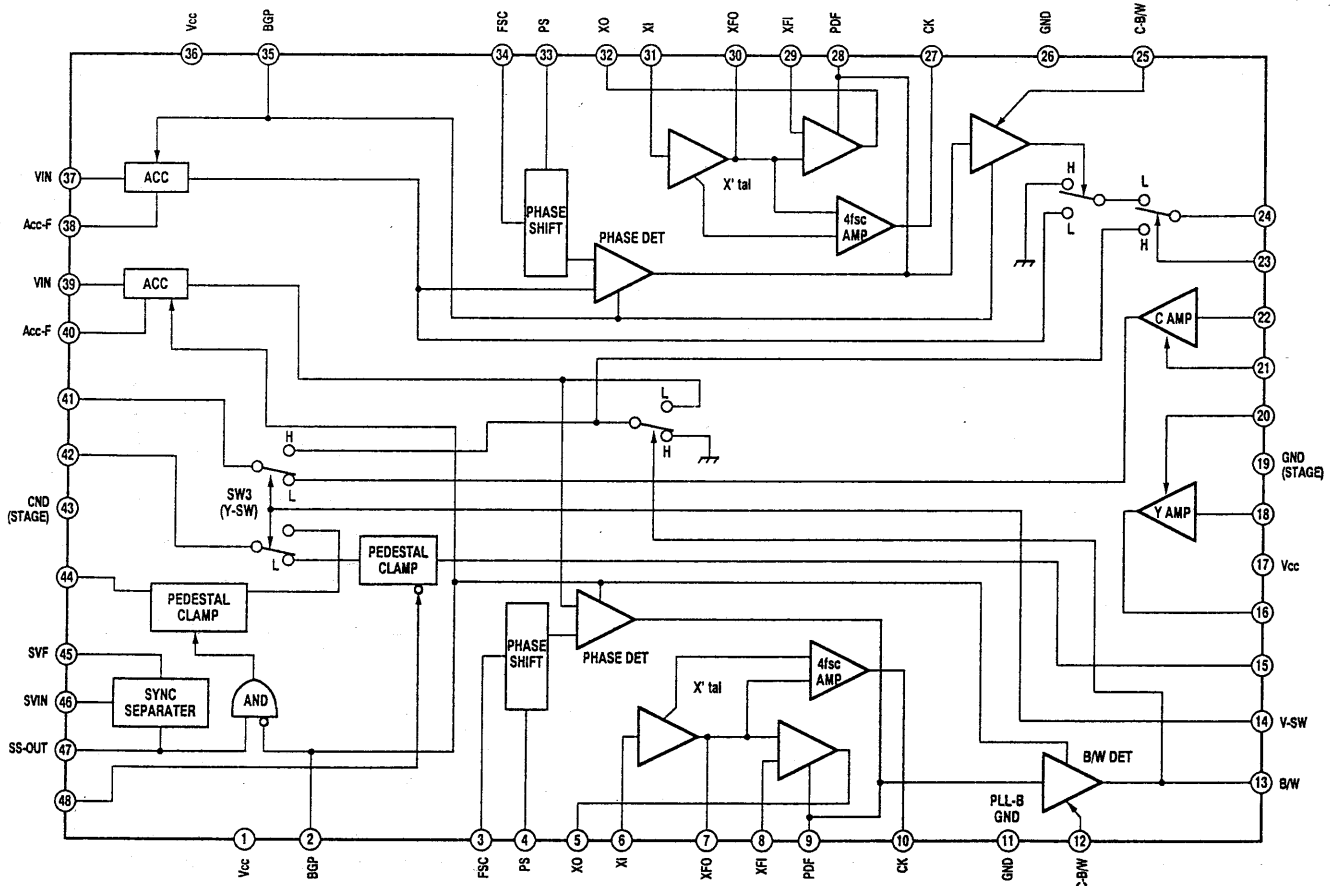 Vcc
BGP
FSC
PS
XO
XI
XFO
XFI
PDF
CK
GND
C-B/W
36
35
34
33
32
31
30
29
28
27
26
25
VIN
37
ACC
Acc-F
38
VIN
39
ACC
Acc-F
40
X' tal
PHASE
SHIFT
PHASE DET
4fsc
AMP
H
L
L
H
24
23
C AMP
22
21
41
42
CND
(STAGE)
43
H
L
SW3
(Y-SW)
L
L
H
20
19
GND
(STAGE)
Y AMP
18
17
Vcc
16
PEDESTAL
CLAMP
44
PEDESTAL
CLAMP
SVF
45
SVIN
46
SYNC
SEPARATER
AND
SS-OUT
47
48
PHASE
SHIFT
PHASE DET
X' tal
4fsc
AMP
15
14
V-SW
B/W DET
13
B/W
PLL-B
GND
1
2
3
4
5
6
7
8
9
10
11
12
Vcc
BGP
FSC
PS
XO
XI
XFO
XFI
PDF
CK
GND
C-B/W